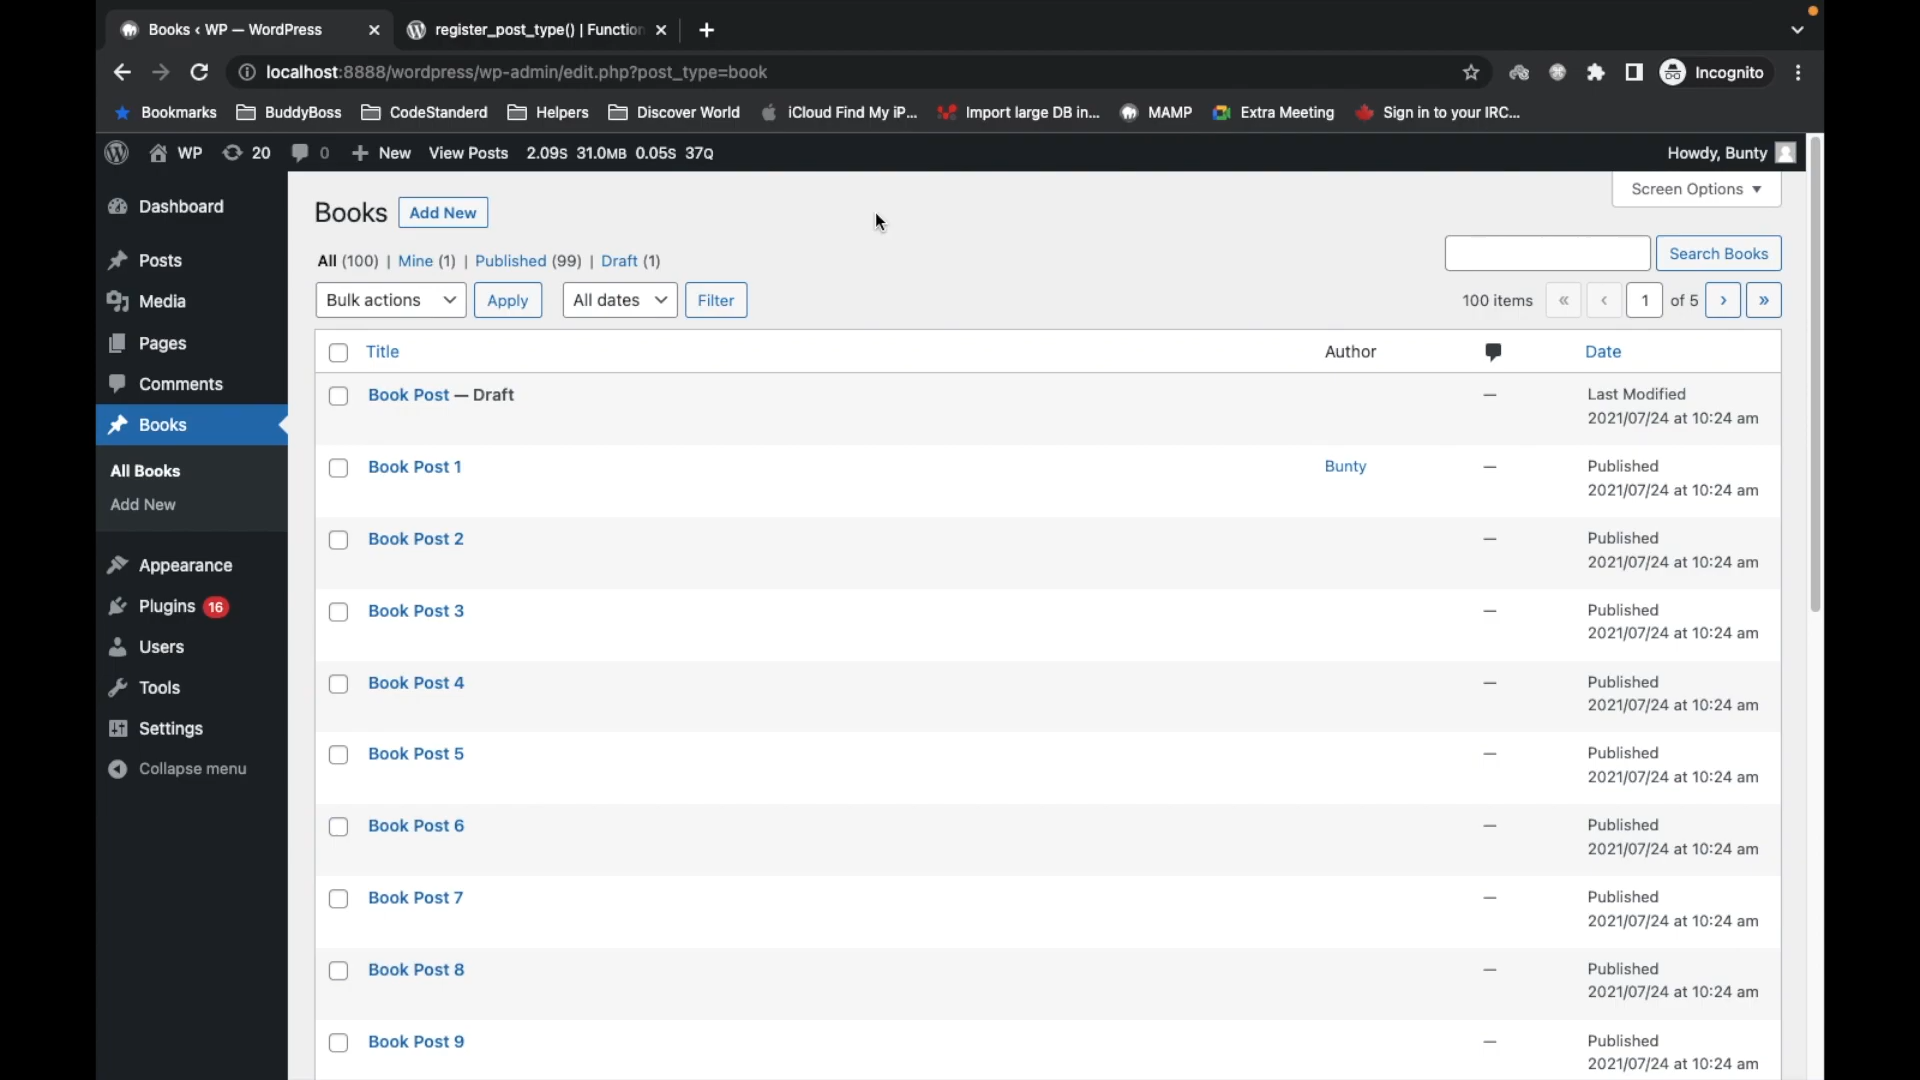 Books ‹ WP — WordPress
register_post_type() | Function
localhost:8888/wordpress/wp-admin/edit.php?post_type=book
Incognito
Bookmarks BuddyBoss CodeStanderd Helpers Discover World iCloud Find My iP... Import large DB in... MAMP Extra Meeting Sign in to your IRC...
WP 20 0 New View Posts 2.09S 31.0MB 0.05S 37Q Howdy, Bunty
Screen Options
Dashboard
Posts
Media
Pages
Comments
Books
All Books
Add New
Appearance
Plugins 16
Users
Tools
Settings
Collapse menu
Books Add New
All (100) | Mine (1) | Published (99) | Draft (1)
Search Books
Bulk actions Apply All dates Filter
100 items « ‹ 1 of 5 › »
Title Author Date
Book Post — Draft — Last Modified
2021/07/24 at 10:24 am
Book Post 1 Bunty — Published
2021/07/24 at 10:24 am
Book Post 2 — Published
2021/07/24 at 10:24 am
Book Post 3 — Published
2021/07/24 at 10:24 am
Book Post 4 — Published
2021/07/24 at 10:24 am
Book Post 5 — Published
2021/07/24 at 10:24 am
Book Post 6 — Published
2021/07/24 at 10:24 am
Book Post 7 — Published
2021/07/24 at 10:24 am
Book Post 8 — Published
2021/07/24 at 10:24 am
Book Post 9 — Published
2021/07/24 at 10:24 am